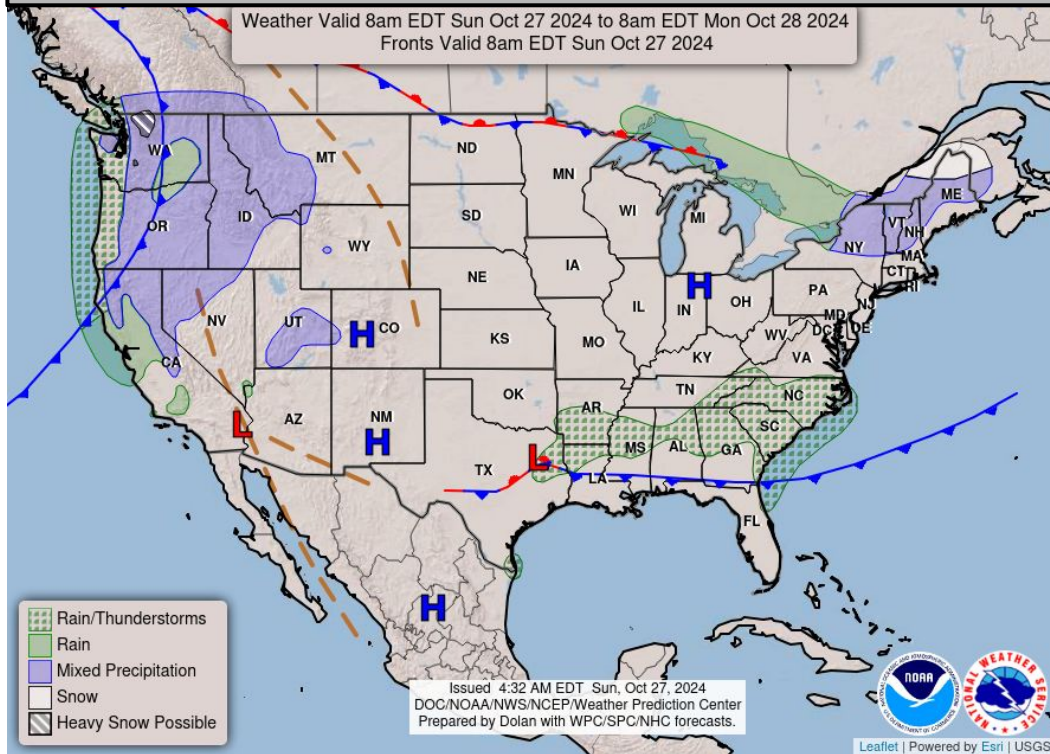 Weather Valid 8am EDT Sun Oct 27 2024 to 8am EDT Mon Oct 28 2024
Fronts Valid 8am EDT Sun Oct 27 2024
WA
MT
ND
MN
ME
OR
ID
SD
WI
MI
VT
NH
NY
MA
WY
CT
RI
NE
IA
H
PA
NJ
NV
UT
H
CO
IL
IN
OH
MD
DC
DE
KS
MO
WV
VA
CA
KY
L
AZ
NM
OK
AR
TN
NC
H
SC
TX
L
MS
AL
GA
LA
FL
H
Rain/Thunderstorms
Rain
Mixed Precipitation
Snow
Heavy Snow Possible
Issued 4:32 AM EDT Sun, Oct 27, 2024
DOC/NOAA/NWS/NCEP/Weather Prediction Center
Prepared by Dolan with WPC/SPC/NHC forecasts.
NOAA
NATIONAL WEATHER SERVICE
Leaflet | Powered by Esri | USGS